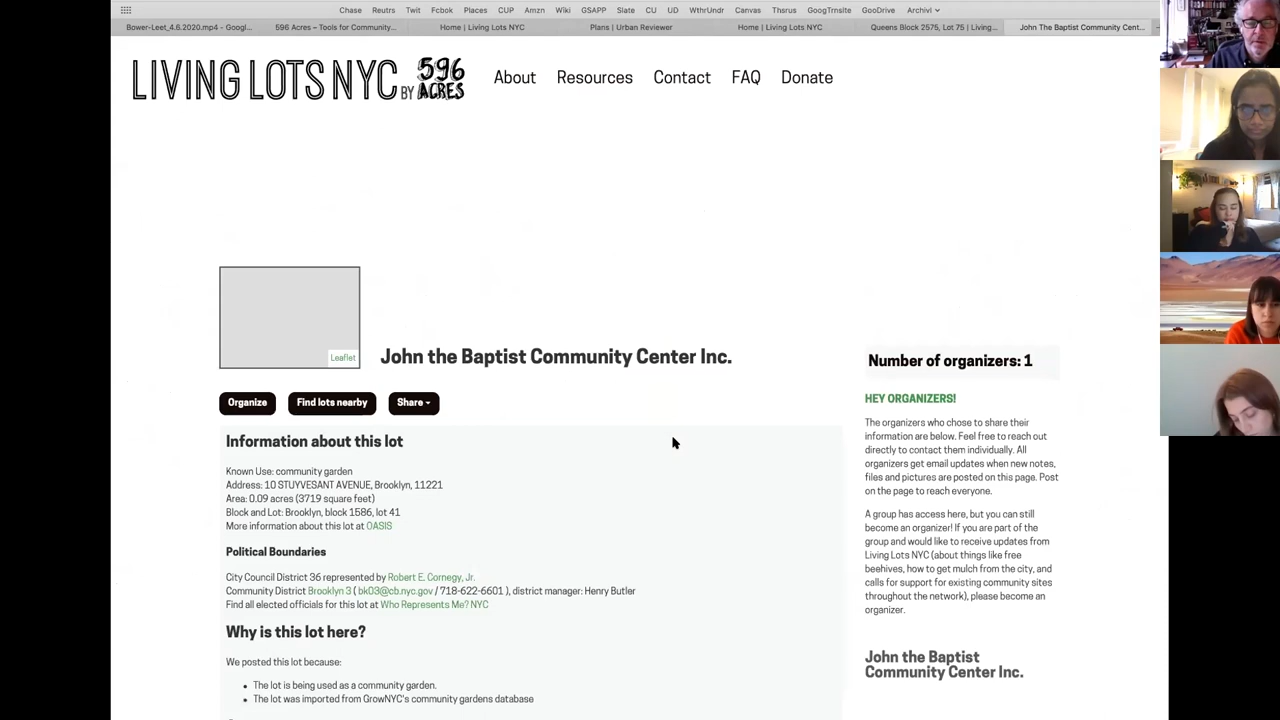 Chase Reutrs Twit Fcbok Places CUP Amzn Wiki GSAPP Slate CU UD WthrUndr Canvas Thsrus GoogTrnslte GooDrive Archivl
Bower-Leet_4.6.2020.mp4 - Googl...
596 Acres – Tools for Community...
Home | Living Lots NYC
Plans | Urban Reviewer
Home | Living Lots NYC
Queens Block 2575, Lot 75 | Living...
John The Baptist Community Cent...
LIVING LOTS NYC BY 596 ACRES
About Resources Contact FAQ Donate
Leaflet
John the Baptist Community Center Inc.
Organize Find lots nearby Share
Information about this lot
Known Use: community garden
Address: 10 STUYVESANT AVENUE, Brooklyn, 11221
Area: 0.09 acres (3719 square feet)
Block and Lot: Brooklyn, block 1586, lot 41
More information about this lot at OASIS
Political Boundaries
City Council District 36 represented by Robert E. Cornegy, Jr.
Community District Brooklyn 3 ( bk03@cb.nyc.gov / 718-622-6601 ), district manager: Henry Butler
Find all elected officials for this lot at Who Represents Me? NYC
Why is this lot here?
We posted this lot because:
• The lot is being used as a community garden.
• The lot was imported from GrowNYC's community gardens database
Number of organizers: 1
HEY ORGANIZERS!
The organizers who chose to share their
information are below. Feel free to reach out
directly to contact them individually. All
organizers get email updates when new notes,
files and pictures are posted on this page. Post
on the page to reach everyone.
A group has access here, but you can still
become an organizer! If you are part of the
group and would like to receive updates from
Living Lots NYC (about things like free
beehives, how to get mulch from the city, and
calls for support for existing community sites
throughout the network), please become an
organizer.
John the Baptist
Community Center Inc.